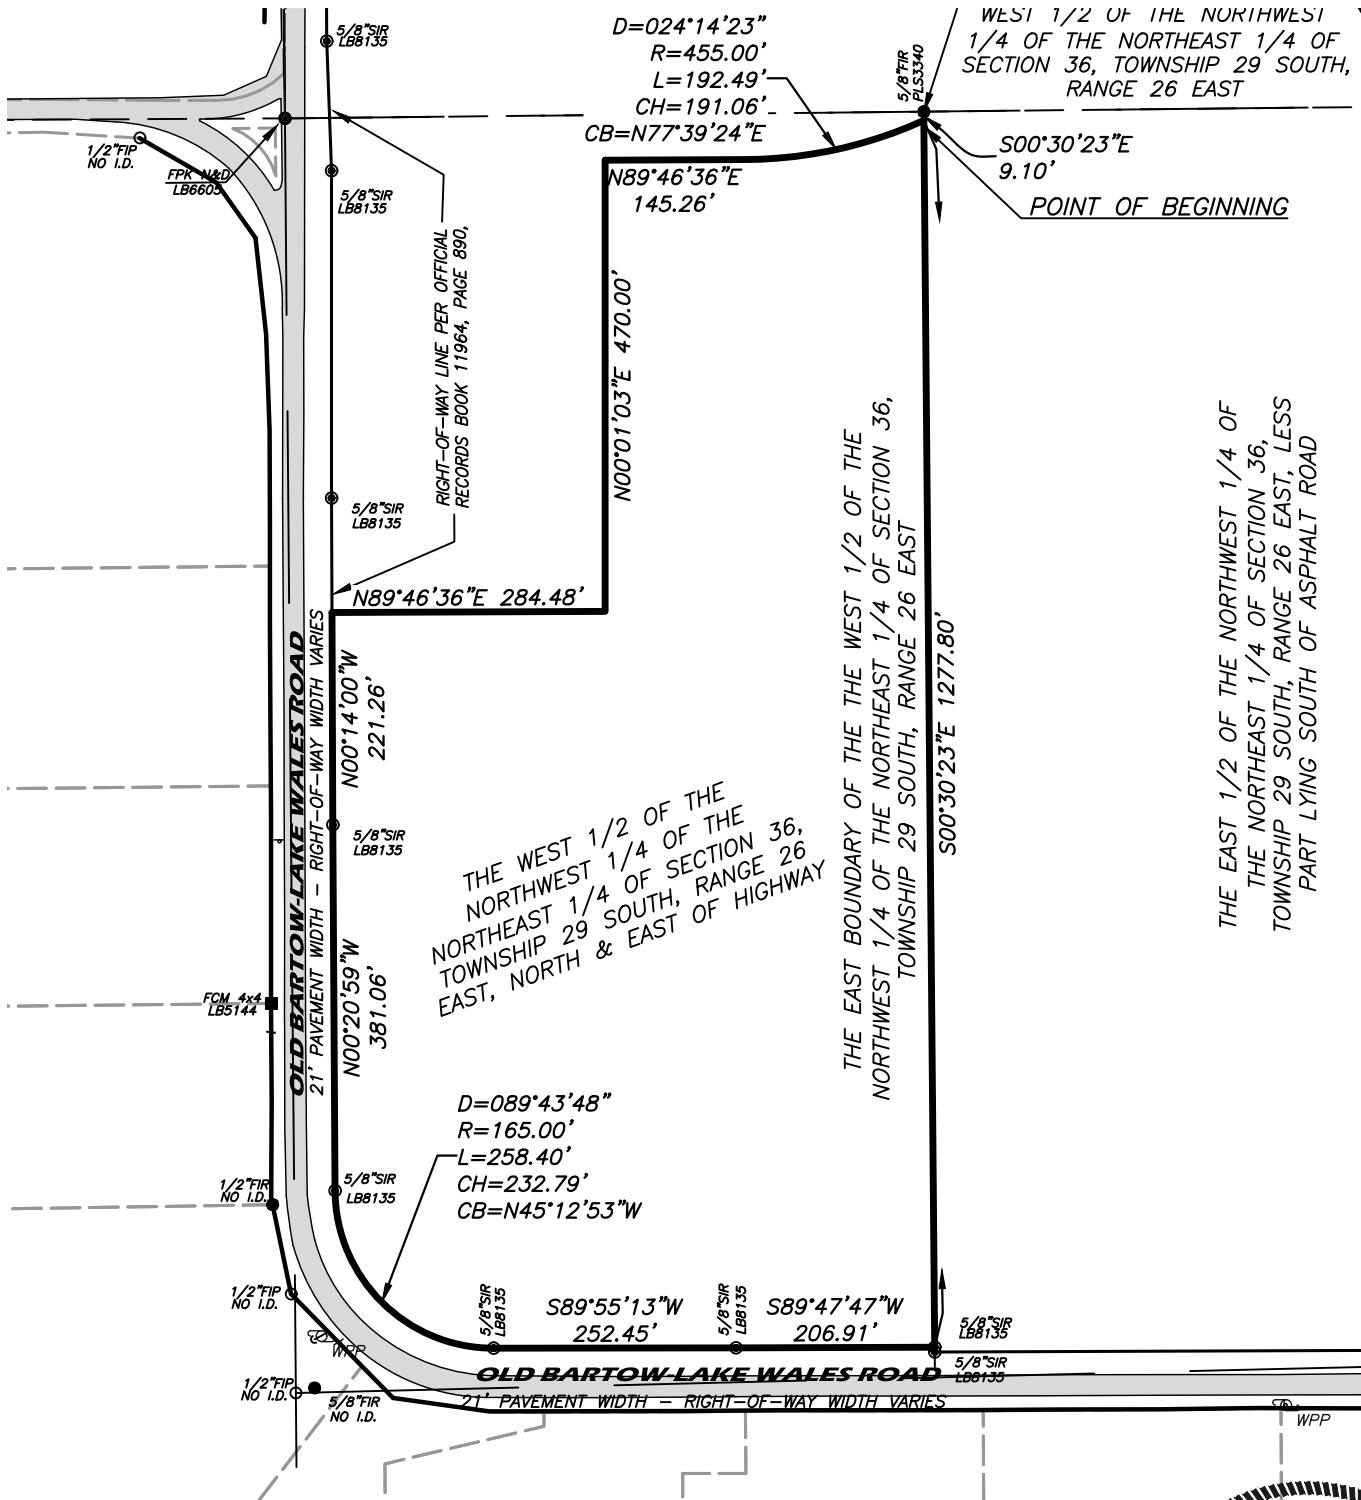 WEST 1/2 OF THE NORTHWEST
1/4 OF THE NORTHEAST 1/4 OF
SECTION 36, TOWNSHIP 29 SOUTH,
RANGE 26 EAST
D=024°14'23"
R=455.00'
L=192.49'
CH=191.06'
CB=N77°39'24"E
5/8"FIR
PLS3340
5/8"SIR
LB8135
1/2"FIP
NO I.D.
FPK N&D
LB6605
5/8"SIR
LB8135
S00°30'23"E
9.10'
POINT OF BEGINNING
N89°46'36"E
145.26'
RIGHT-OF-WAY LINE PER OFFICIAL
RECORDS BOOK 11964, PAGE 890,
N00°01'03"E 470.00'
5/8"SIR
LB8135
N89°46'36"E 284.48'
THE EAST BOUNDARY OF THE THE WEST 1/2 OF THE
NORTHWEST 1/4 OF THE NORTHEAST 1/4 OF SECTION 36,
TOWNSHIP 29 SOUTH, RANGE 26 EAST
S00°30'23"E 1277.80'
THE EAST 1/2 OF THE NORTHWEST 1/4 OF
THE NORTHEAST 1/4 OF SECTION 36,
TOWNSHIP 29 SOUTH, RANGE 26 EAST, LESS
PART LYING SOUTH OF ASPHALT ROAD
OLD BARTOW-LAKE WALES ROAD
21' PAVEMENT WIDTH - RIGHT-OF-WAY WIDTH VARIES
N00°14'00"W
221.26'
5/8"SIR
LB8135
THE WEST 1/2 OF THE
NORTHWEST 1/4 OF THE
NORTHEAST 1/4 OF SECTION 36,
TOWNSHIP 29 SOUTH, RANGE 26
EAST, NORTH & EAST OF HIGHWAY
N00°20'59"W
381.06'
FCM 4x4
LB5144
D=089°43'48"
R=165.00'
L=258.40'
CH=232.79'
CB=N45°12'53"W
1/2"FIR
NO I.D.
5/8"SIR
LB8135
1/2"FIP
NO I.D.
WPP
5/8"SIR
LB8135
S89°55'13"W
252.45'
5/8"SIR
LB8135
S89°47'47"W
206.91'
5/8"SIR
LB8135
5/8"SIR
LB8135
1/2"FIP
NO I.D.
5/8"FIR
NO I.D.
OLD BARTOW-LAKE WALES ROAD
21' PAVEMENT WIDTH - RIGHT-OF-WAY WIDTH VARIES
WPP